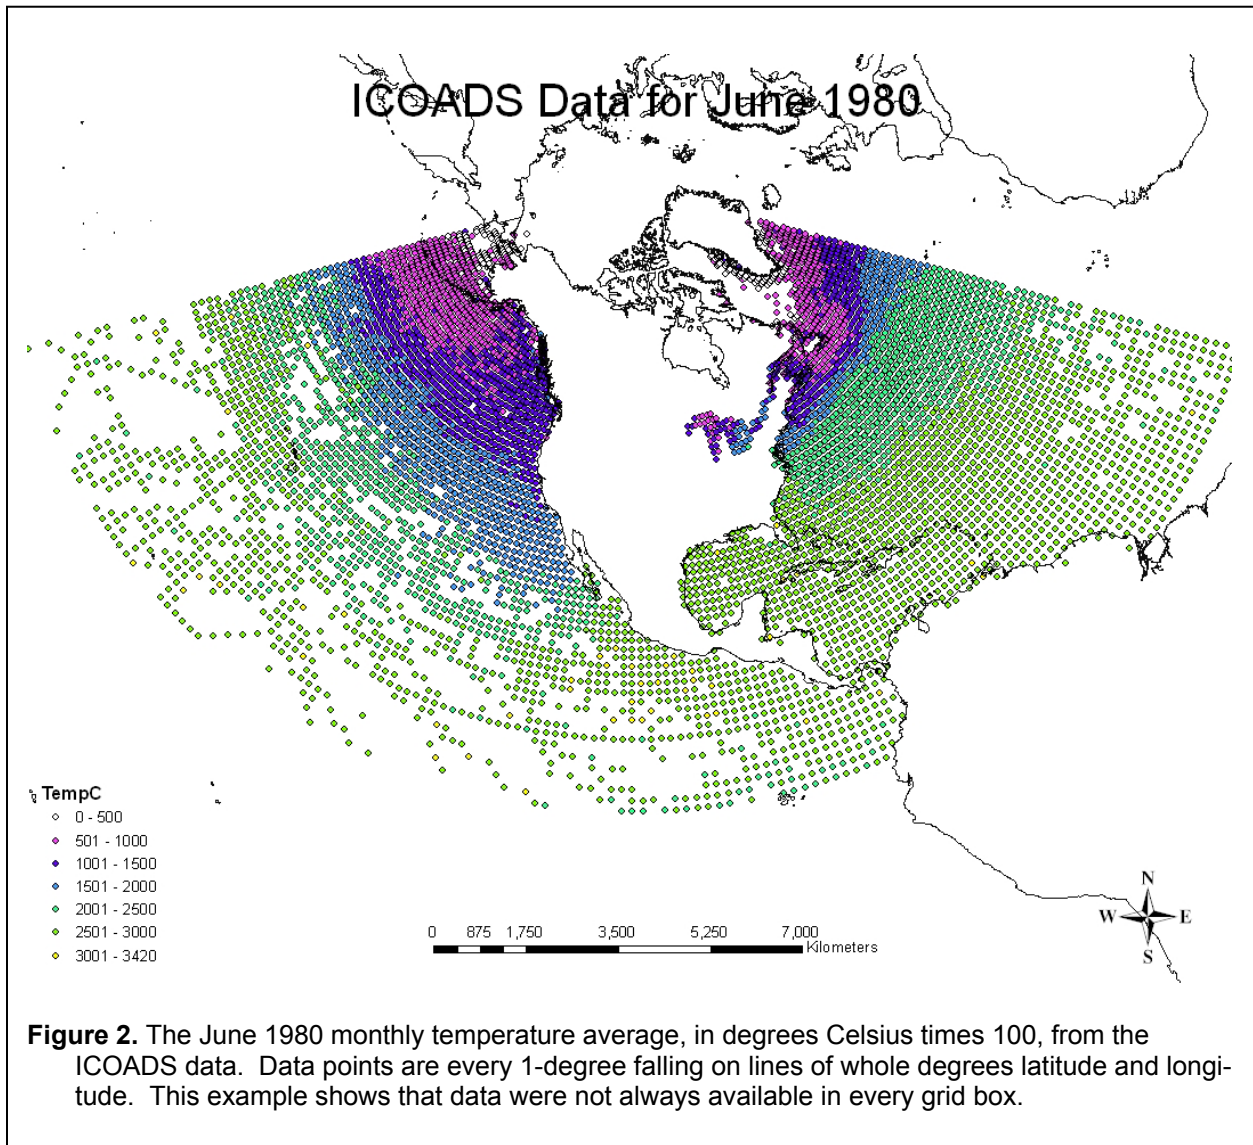 ICOADS Data for June 1980
TempC
0 - 500
501 - 1000
1001 - 1500
1501 - 2000
2001 - 2500
2501 - 3000
3001 - 3420
0 875 1,750 3,500 5,250 7,000
Kilometers
N
W E
S
Figure 2. The June 1980 monthly temperature average, in degrees Celsius times 100, from the
ICOADS data. Data points are every 1-degree falling on lines of whole degrees latitude and longi-
tude. This example shows that data were not always available in every grid box.